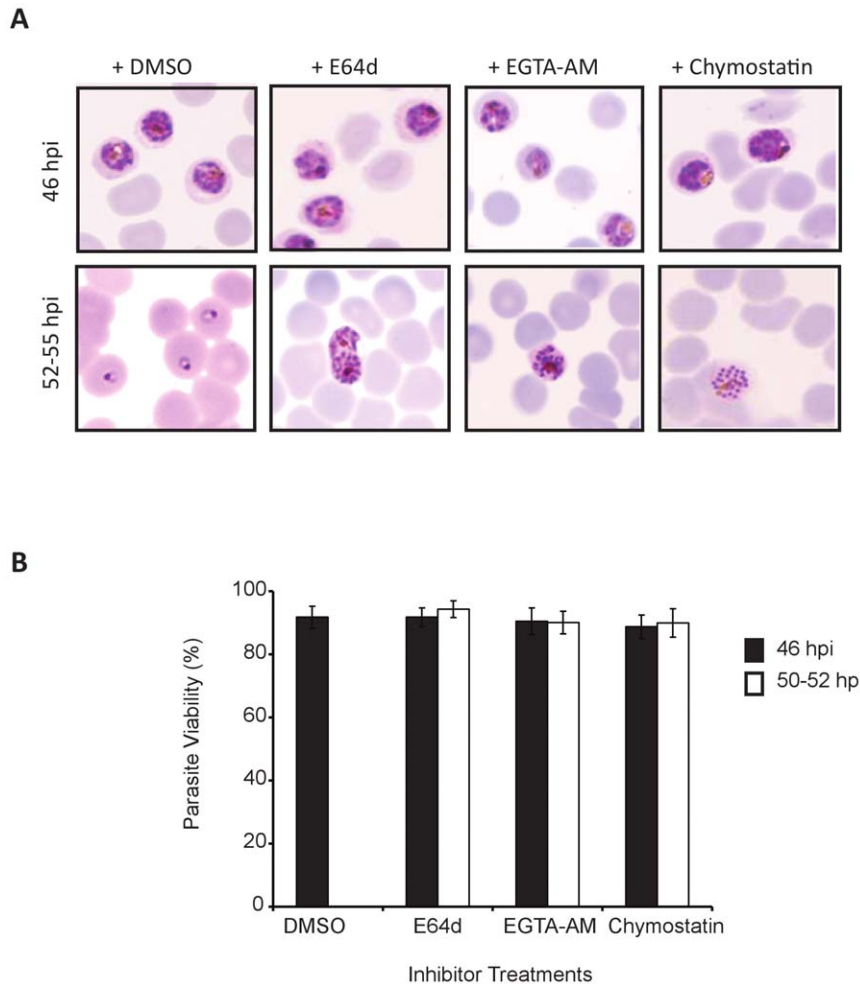 A
+ DMSO + E64d + EGTA-AM + Chymostatin
46 hpi
52-55 hpi
B
Parasite Viability (%)
100
80
60
40
20
0
46 hpi
50-52 hp
DMSO E64d EGTA-AM Chymostatin
Inhibitor Treatments